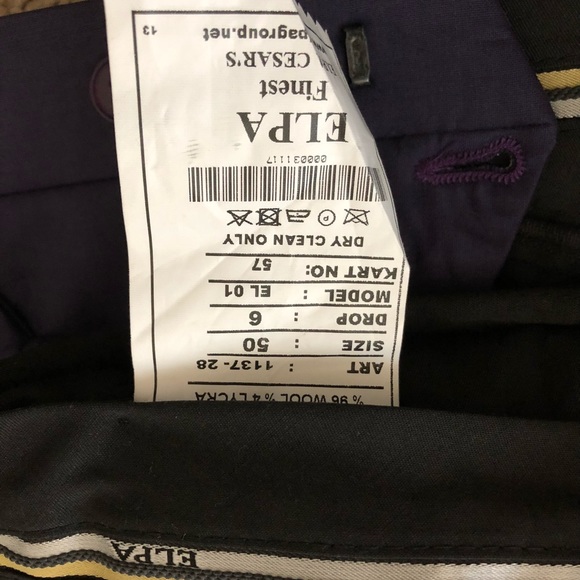 % 96 WOOL % 4 LYCRA
ART : 1137-28
SIZE : 50
DROP : 6
MODEL : EL 01
KART NO: 57
DRY CLEAN ONLY
P
000031117
ELPA
Finest
CESAR'S
pagroup.net
13
ELPA